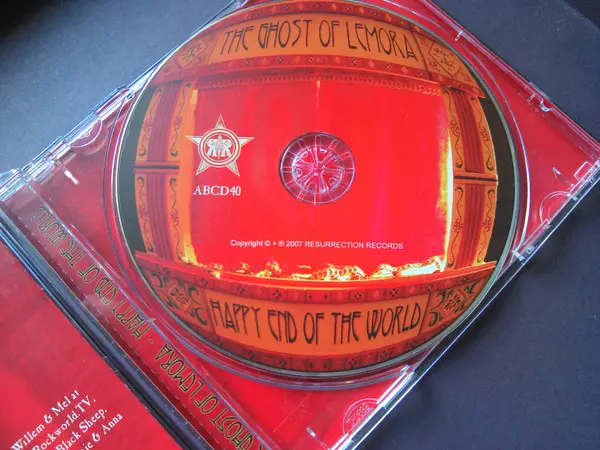 THE GHOST OF LEMORA
ABCD40
Copyright © + ℗ 2007 RESURRECTION RECORDS
HAPPY END OF THE WORLD
GHOST OF LEMORA - HAPPY END OF THE WORLD
Willem & Mel at
Rockworld.TV.
Black Sheep.
& Anna